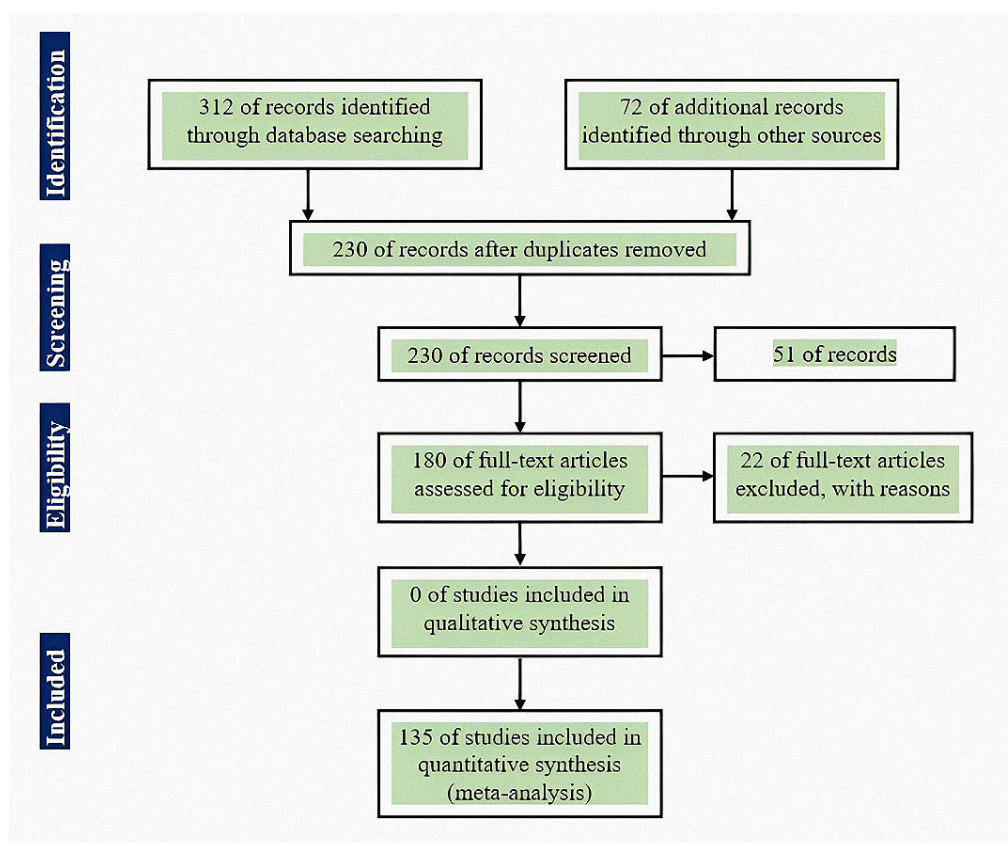 Identification
312 of records identified
through database searching
72 of additional records
identified through other sources
Screening
230 of records after duplicates removed
230 of records screened
51 of records
Eligibility
180 of full-text articles
assessed for eligibility
22 of full-text articles
excluded, with reasons
0 of studies included in
qualitative synthesis
Included
135 of studies included in
quantitative synthesis
(meta-analysis)